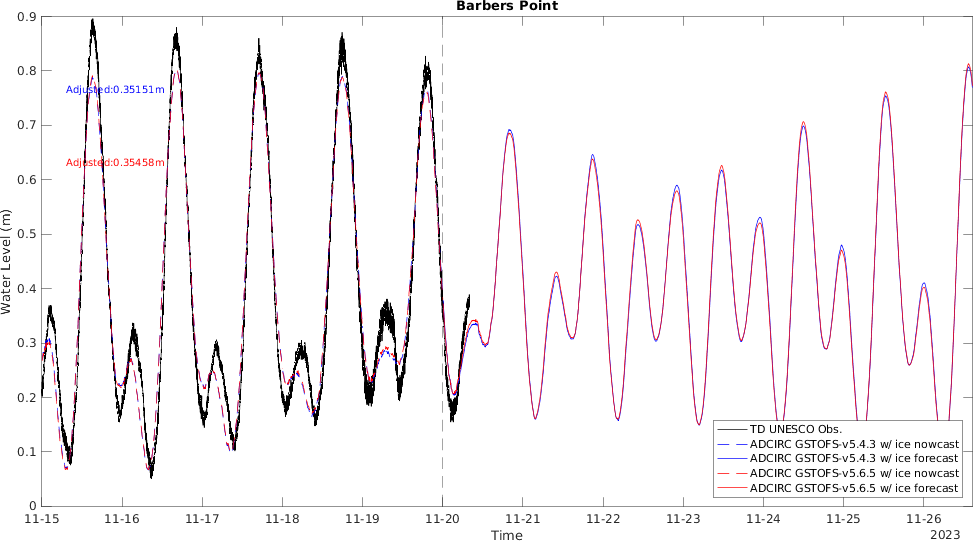 Barbers Point
0.9
0.8
0.7
0.6
0.5
0.4
0.3
0.2
0.1
0
Water Level (m)
Adjusted:0.35151m
Adjusted:0.35458m
TD UNESCO Obs.
ADCIRC GSTOFS-v5.4.3 w/ ice nowcast
ADCIRC GSTOFS-v5.4.3 w/ ice forecast
ADCIRC GSTOFS-v5.6.5 w/ ice nowcast
ADCIRC GSTOFS-v5.6.5 w/ ice forecast
11-15 11-16 11-17 11-18 11-19 11-20 11-21 11-22 11-23 11-24 11-25 11-26
2023
Time